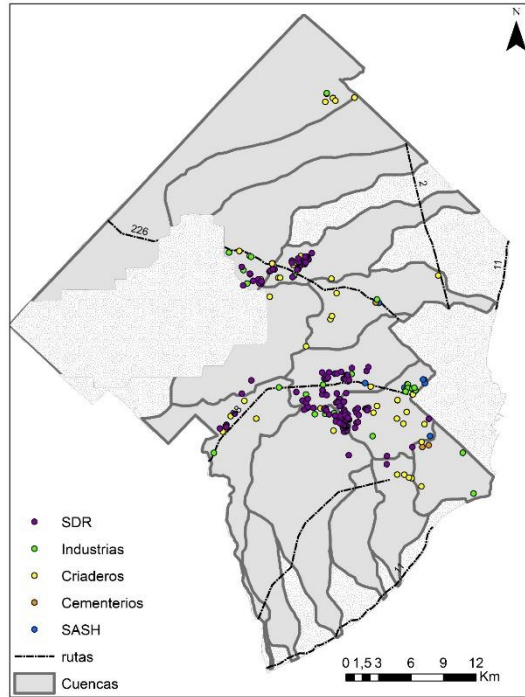 N
226
2
11
88
11
SDR
Industrias
Criaderos
Cementerios
SASH
rutas
Cuencas
0 1,5 3 6 9 12
Km